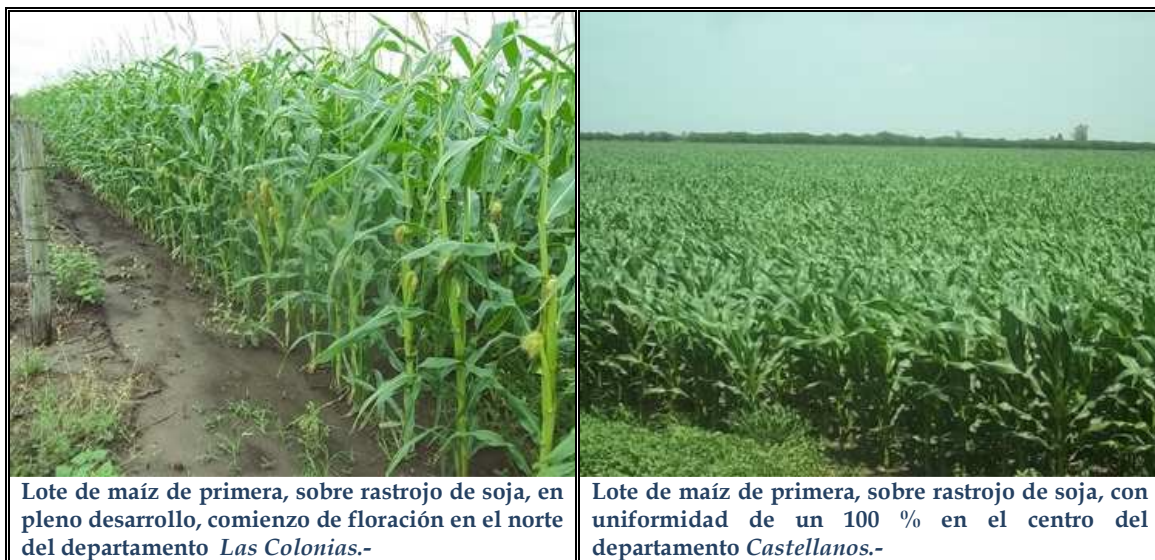 Lote de maíz de primera, sobre rastrojo de soja, en
pleno desarrollo, comienzo de floración en el norte
del departamento Las Colonias.-
Lote de maíz de primera, sobre rastrojo de soja, con
uniformidad de un 100 % en el centro del
departamento Castellanos.-